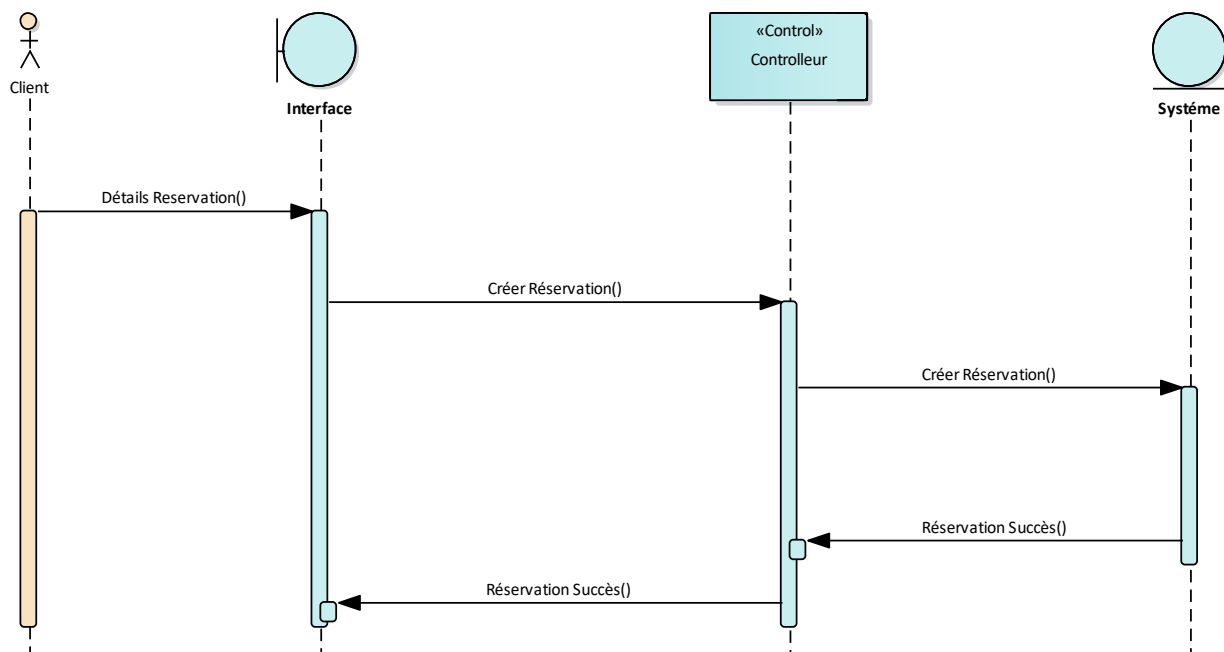 Client
Interface
«Control»
Controlleur
Systéme
Détails Reservation()
Créer Réservation()
Créer Réservation()
Réservation Succès()
Réservation Succès()